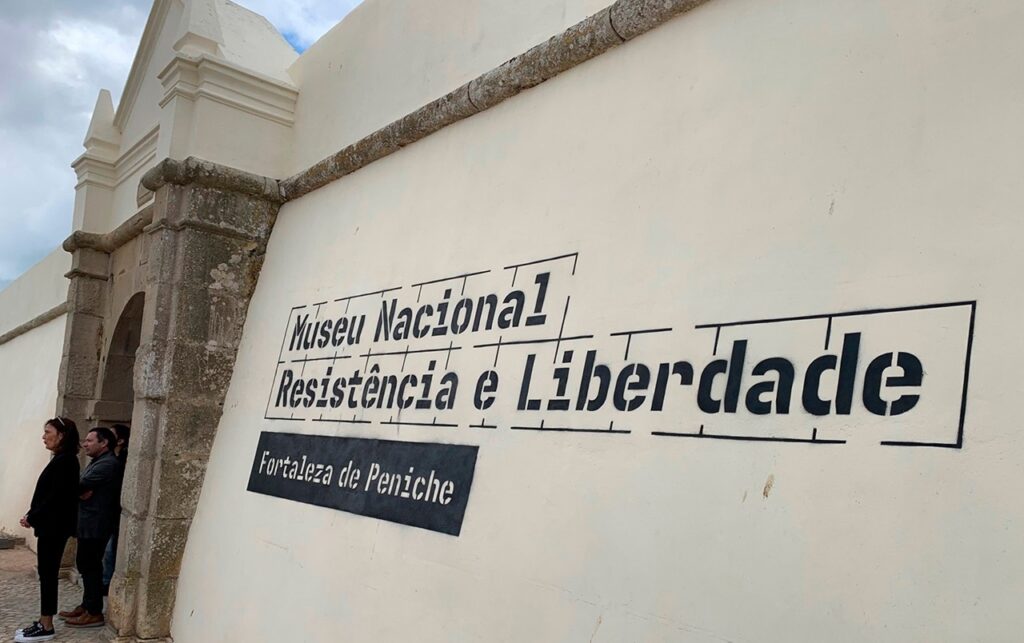 Museu Nacional
Resistência e Liberdade
Fortaleza de Peniche